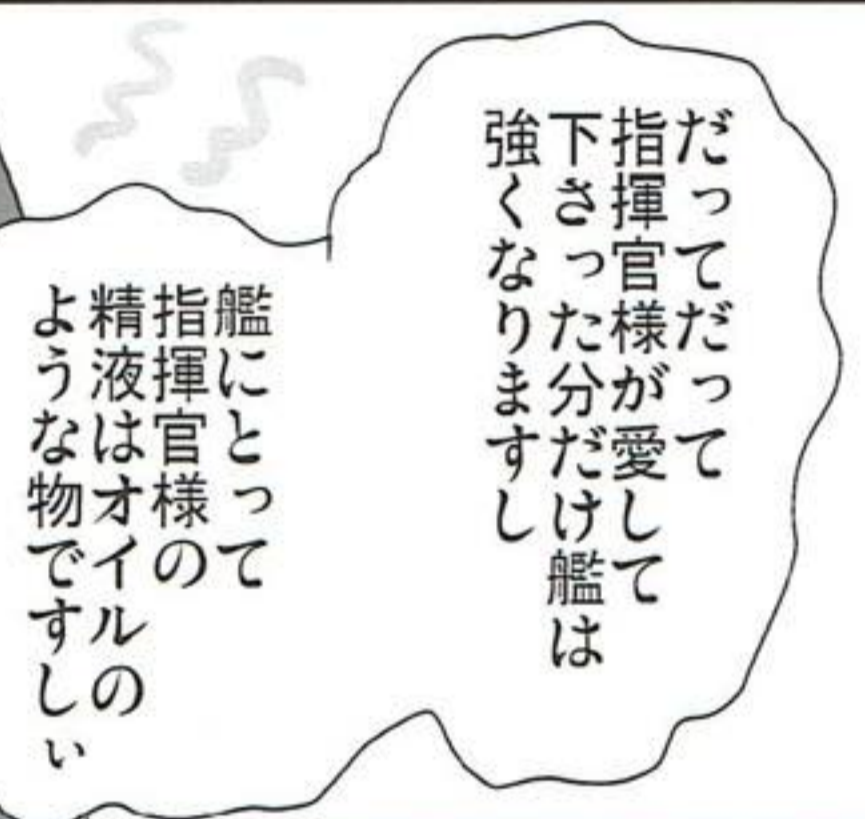 だってだって
指揮官様が愛して
下さった分だけ艦は
強くなりますし
艦にとって
指揮官様の
精液はオイルの
ような物ですしぃ